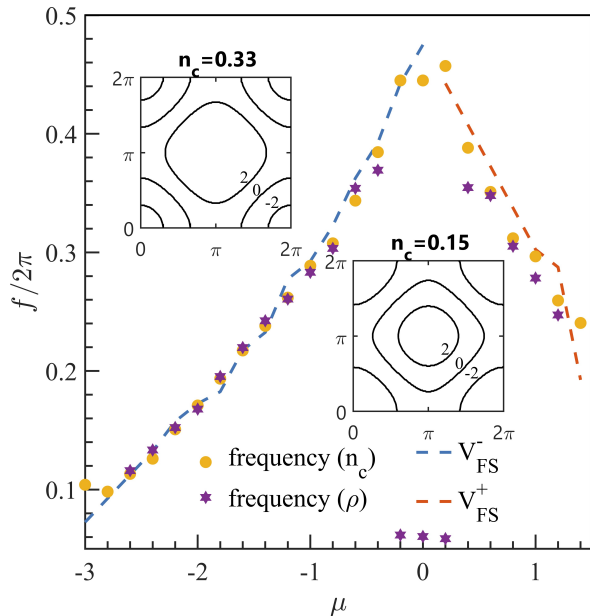 0.5
0.4
0.3
0.2
0.1
f/2π
-3
-2
-1
0
1
μ
n_c=0.33
2π
π
0
0
π
2π
2
0
-2
n_c=0.15
2π
π
0
0
π
2π
2
0
-2
frequency (n_c)
frequency (ρ)
V_FS^-
V_FS^+